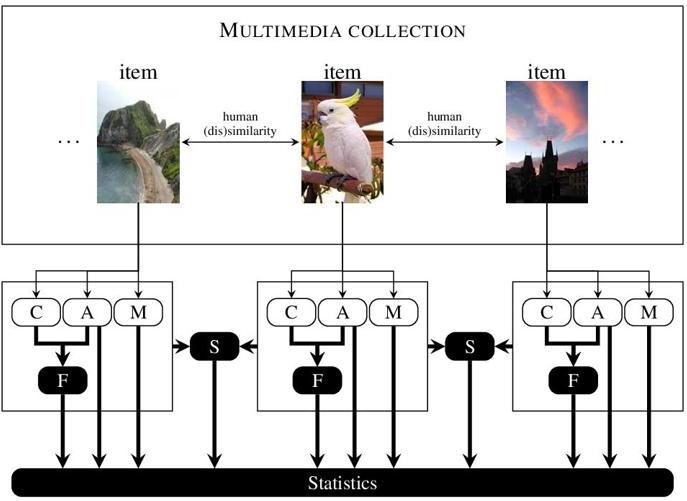 MULTIMEDIA COLLECTION
item item item
human human
(dis)similarity (dis)similarity
... ...
C A M C A M C A M
S S
F F F
Statistics